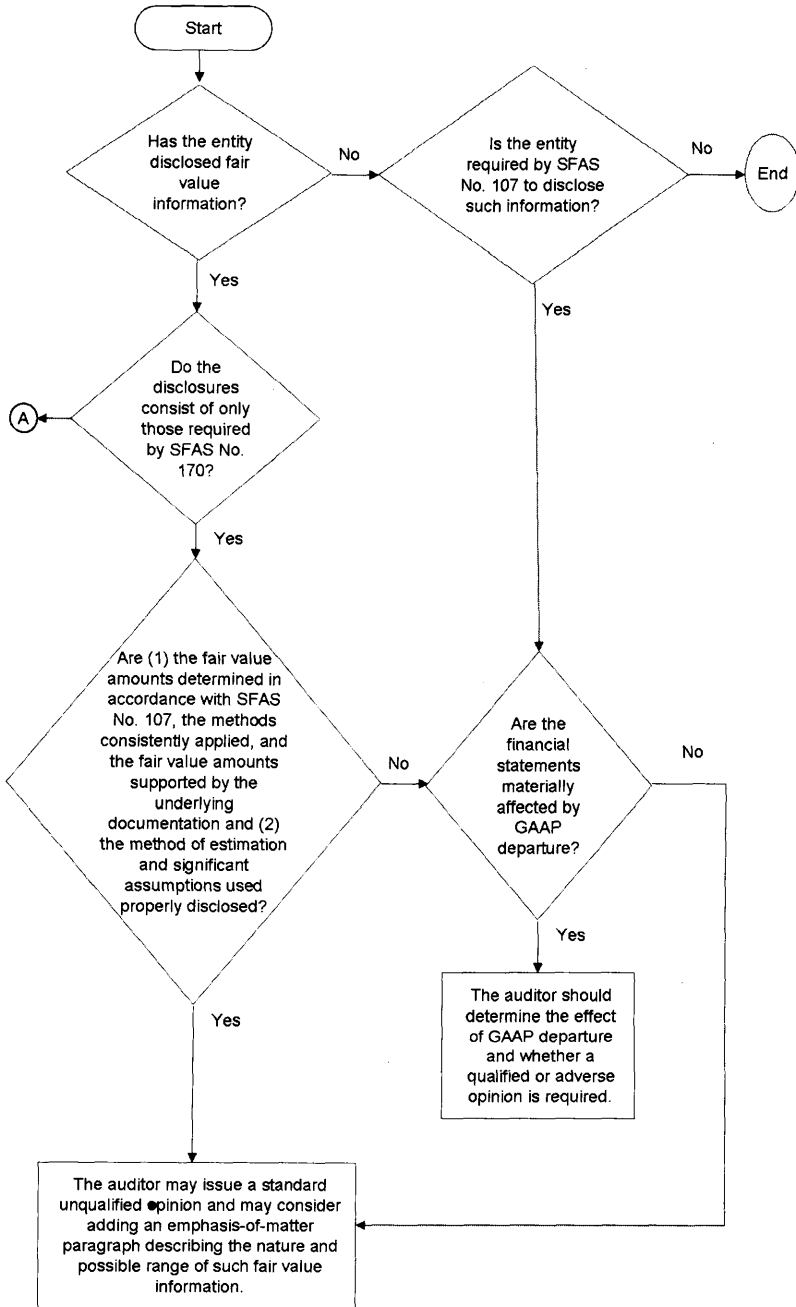 Start
Has the entity
disclosed fair
value
information?
No
Is the entity
required by SFAS
No. 107 to disclose
such information?
No
End
Yes
Yes
Do the
disclosures
consist of only
those required
by SFAS No.
170?
A
Yes
Are (1) the fair value
amounts determined in
accordance with SFAS
No. 107, the methods
consistently applied, and
the fair value amounts
supported by the
underlying
documentation and (2)
the method of estimation
and significant
assumptions used
properly disclosed?
No
Are the
financial
statements
materially
affected by
GAAP
departure?
No
Yes
The auditor should
determine the effect
of GAAP departure
and whether a
qualified or adverse
opinion is required.
Yes
The auditor may issue a standard
unqualified opinion and may consider
adding an emphasis-of-matter
paragraph describing the nature and
possible range of such fair value
information.